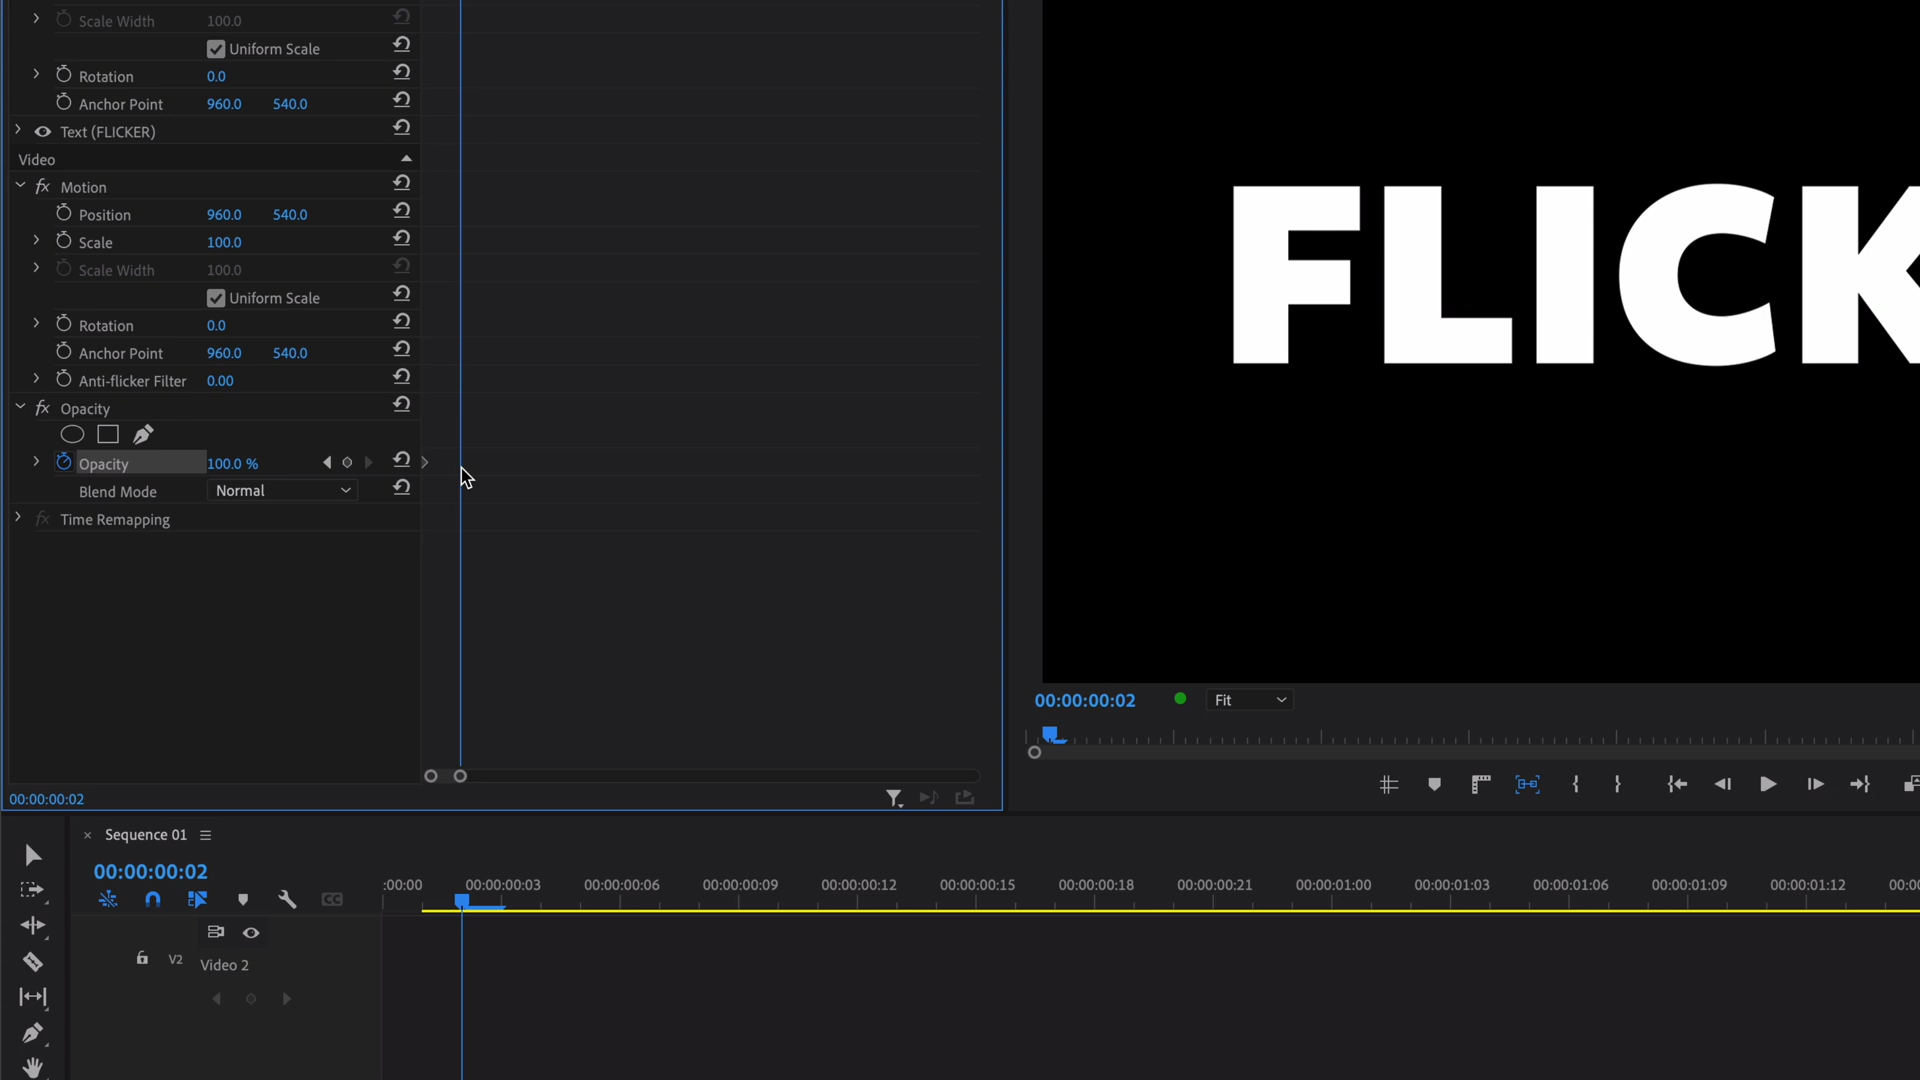 Scale Width 100.0
Uniform Scale
Rotation 0.0
Anchor Point 960.0 540.0
Text (FLICKER)
Video
fx Motion
Position 960.0 540.0
Scale 100.0
Scale Width 100.0
Uniform Scale
Rotation 0.0
Anchor Point 960.0 540.0
Anti-flicker Filter 0.00
fx Opacity
Opacity 100.0 %
Blend Mode Normal
fx Time Remapping
00:00:00:02
FLICK
00:00:00:02 Fit
× Sequence 01
00:00:00:02
:00:00 00:00:00:03 00:00:00:06 00:00:00:09 00:00:00:12 00:00:00:15 00:00:00:18 00:00:00:21 00:00:01:00 00:00:01:03 00:00:01:06 00:00:01:09 00:00:01:12 00:0
CC
V2 Video 2